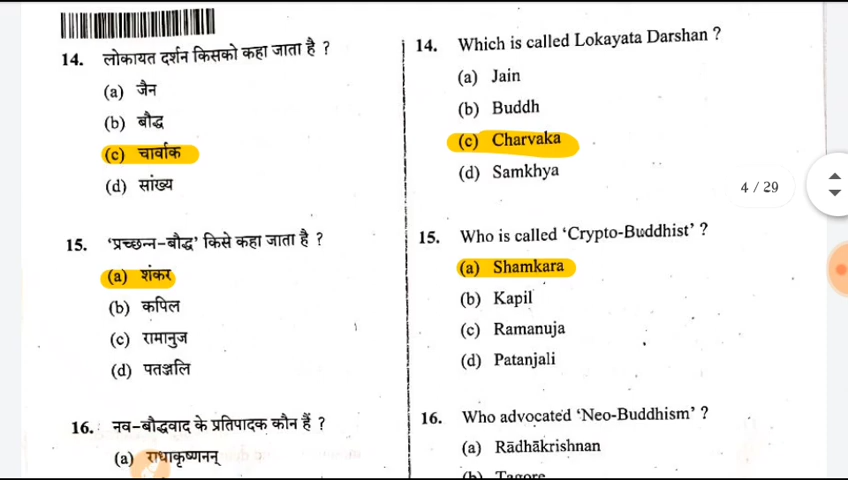 14. लोकायत दर्शन किसको कहा जाता है ?
(a) जैन
(b) बौद्ध
(c) चार्वाक
(d) सांख्य
15. 'प्रच्छन्न-बौद्ध' किसे कहा जाता है ?
(a) शंकर
(b) कपिल
(c) रामानुज
(d) पतञ्जलि
16. नव-बौद्धवाद के प्रतिपादक कौन हैं ?
(a) राधाकृष्णनन्
14. Which is called Lokayata Darshan ?
(a) Jain
(b) Buddh
(c) Charvaka
(d) Samkhya
4 / 29
15. Who is called 'Crypto-Buddhist' ?
(a) Shamkara
(b) Kapil
(c) Ramanuja
(d) Patanjali
16. Who advocated 'Neo-Buddhism' ?
(a) Rādhākrishnan
(b) Tagore